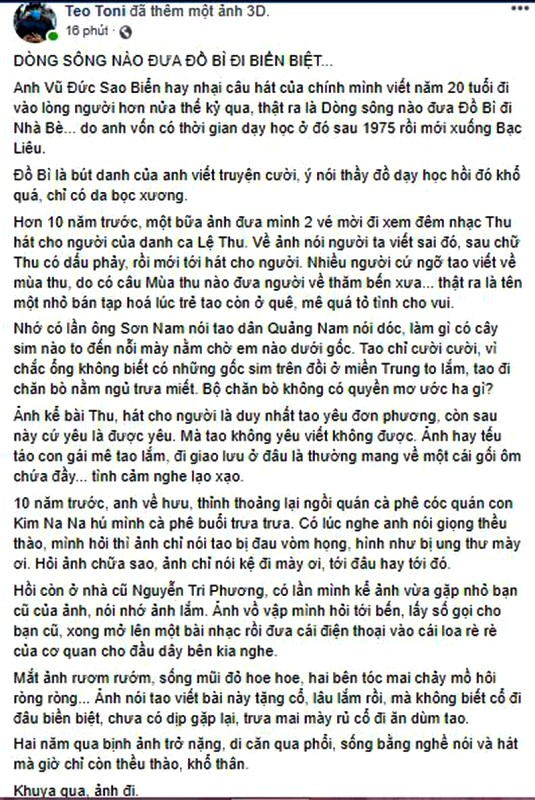 Teo Toni đã thêm một ảnh 3D.
16 phút ·
DÒNG SÔNG NÀO ĐƯA ĐỒ BỈ ĐI BIỀN BIỆT...
Anh Vũ Đức Sao Biển hay nhại câu hát của chính mình viết năm 20 tuổi đi
vào lòng người hơn nửa thế kỷ qua, thật ra là Dòng sông nào đưa Đồ Bỉ đi
Nhà Bè... do anh vốn có thời gian dạy học ở đó sau 1975 rồi mới xuống Bạc
Liêu.
Đồ Bỉ là bút danh của anh viết truyện cười, ý nói thầy đồ dạy học hồi đó khổ
quá, chỉ có da bọc xương.
Hơn 10 năm trước, một bữa ảnh đưa mình 2 vé mời đi xem đêm nhạc Thu
hát cho người của danh ca Lệ Thu. Về ảnh nói người ta viết sai đó, sau chữ
Thu có dấu phảy, rồi mới tới hát cho người. Nhiều người cứ ngỡ tao viết về
mùa thu, do có câu Mùa thu nào đưa người về thăm bến xưa... thật ra là tên
một nhỏ bán tạp hoá lúc trẻ tao còn ở quê, mê quá tỏ tình cho vui.
Nhớ có lần ông Sơn Nam nói tao dân Quảng Nam nói dóc, làm gì có cây
sim nào to đến nỗi mày nằm chờ em nào dưới gốc. Tao chỉ cười cười, vì
chắc ổng không biết có những gốc sim trên đồi ở miền Trung to lắm, tao đi
chăn bò nằm ngủ trưa miết. Bộ chăn bò không có quyền mơ ước ha gì?
Ảnh kể bài Thu, hát cho người là duy nhất tao yêu đơn phương, còn sau
này cứ yêu là được yêu. Mà tao không yêu viết không được. Ảnh hay tếu
táo con gái mê tao lắm, đi giao lưu ở đâu là thường mang về một cái gối ôm
chứa đầy... tình cảm nghe lạo xạo.
10 năm trước, anh về hưu, thỉnh thoảng lại ngồi quán cà phê cóc quán con
Kim Na Na hú mình cà phê buổi trưa trưa. Có lúc nghe anh nói giọng thều
thào, mình hỏi thì ảnh chỉ nói tao bị đau vòm họng, hình như bị ung thư mày
ơi. Hỏi ảnh chữa sao, ảnh chỉ nói kệ đi mày ơi, tới đâu hay tới đó.
Hồi còn ở nhà cũ Nguyễn Tri Phương, có lần mình kể ảnh vừa gặp nhỏ bạn
cũ của ảnh, nói nhớ ảnh lắm. Ảnh vồ vập mình hỏi tới bến, lấy số gọi cho
bạn cũ, xong mở lên một bài nhạc rồi đưa cái điện thoại vào cái loa rè rè
của cơ quan cho đầu dây bên kia nghe.
Mắt ảnh rươm rướm, sống mũi đỏ hoe hoe, hai bên tóc mai chảy mồ hôi
ròng ròng... Ảnh nói tao viết bài này tặng cổ, lâu lắm rồi, mà không biết cổ đi
đâu biền biệt, chưa có dịp gặp lại, trưa mai mày rủ cổ đi ăn dùm tao.
Hai năm qua bịnh ảnh trở nặng, di căn qua phổi, sống bằng nghề nói và hát
mà giờ chỉ còn thều thào, khổ thân.
Khuya qua, ảnh đi.